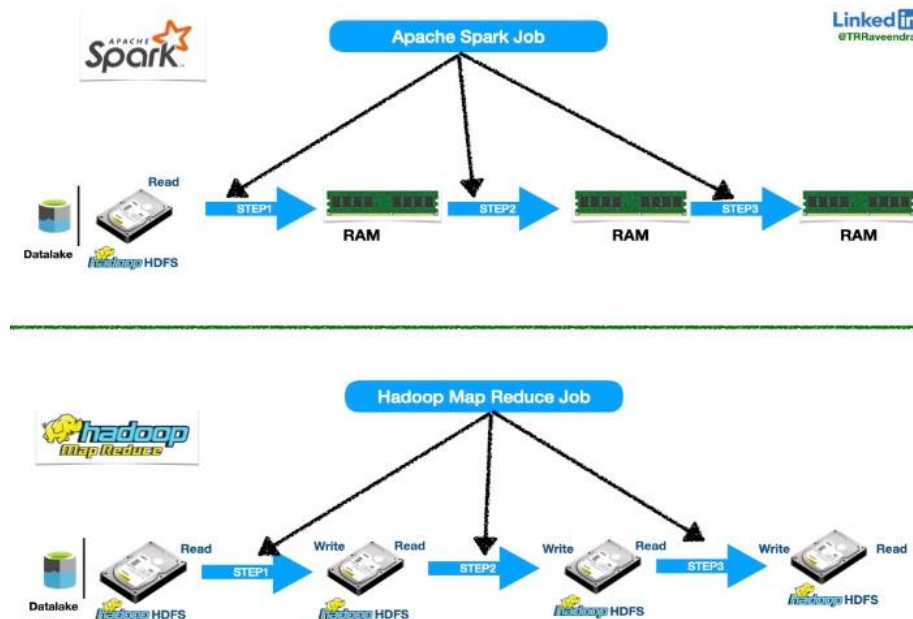 APACHE
Spark
Apache Spark Job
Linked in
@TRRaveendra
Read
STEP1
STEP2
STEP3
RAM
RAM
RAM
Datalake
hadoop HDFS
Hadoop Map Reduce Job
hadoop
Map Reduce
Read
Write
Read
Write
Read
Write
Read
STEP1
STEP2
STEP3
Datalake
hadoop HDFS
hadoop HDFS
hadoop HDFS
hadoop HDFS